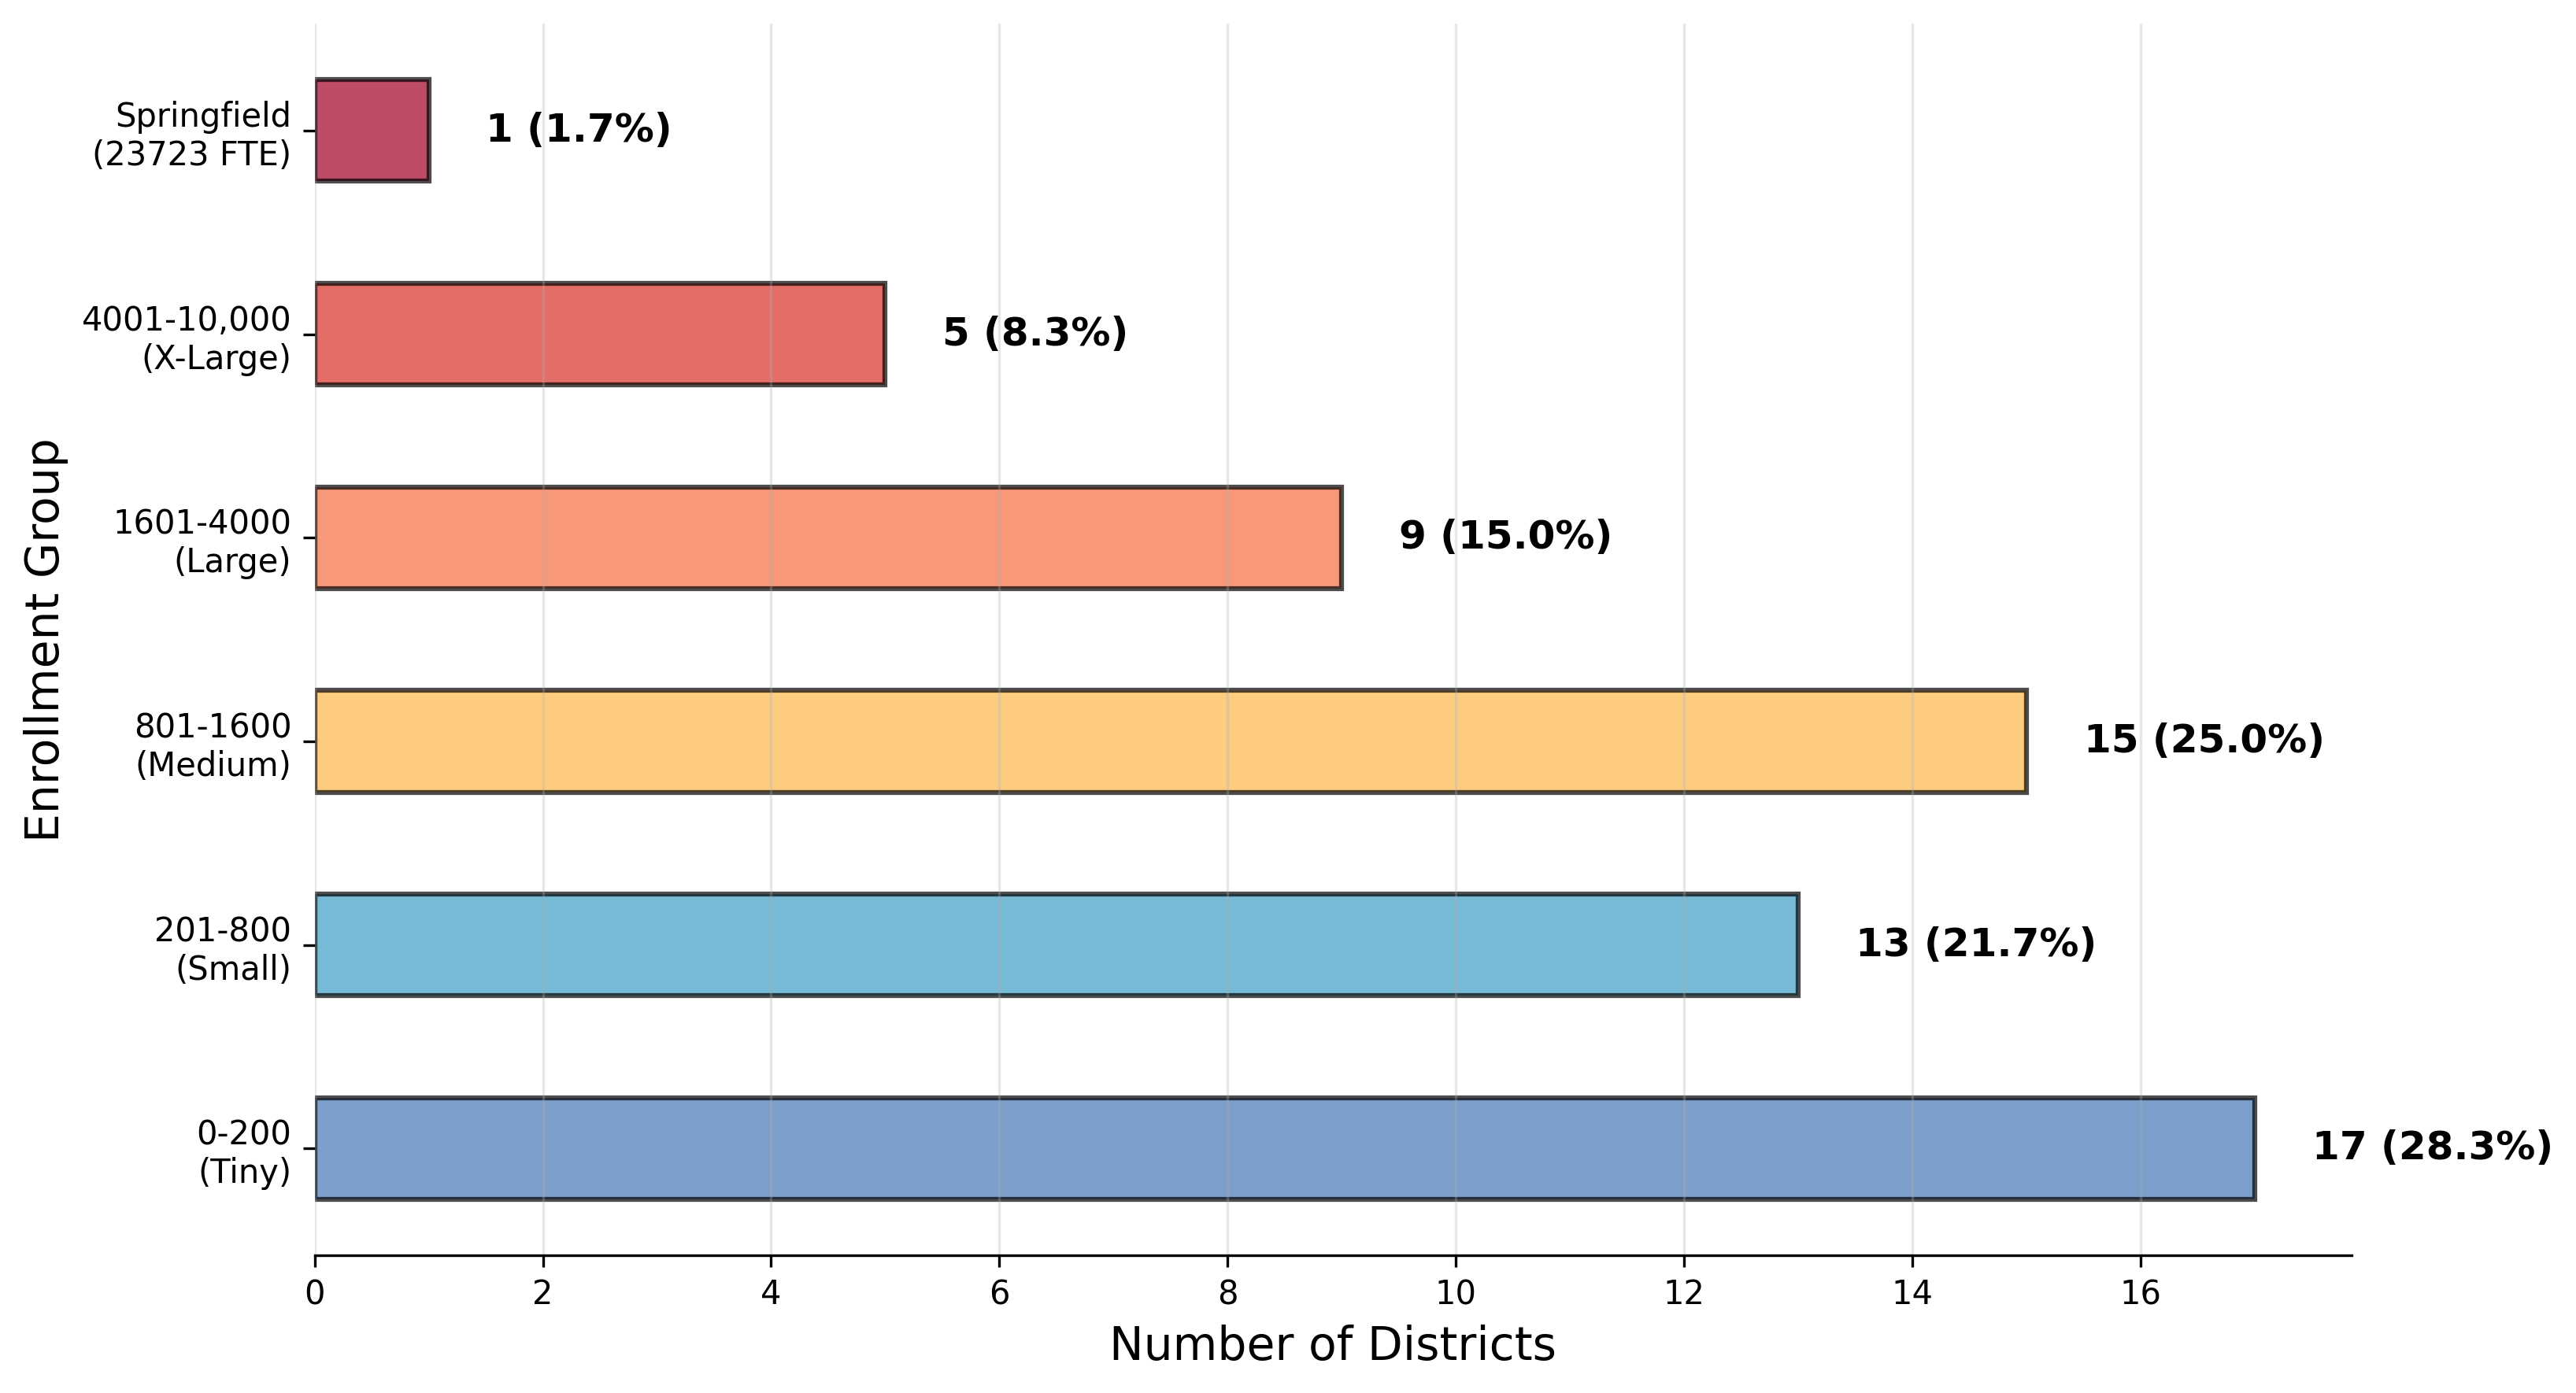 Enrollment Group
Springfield
(23723 FTE)
1 (1.7%)
4001-10,000
(X-Large)
5 (8.3%)
1601-4000
(Large)
9 (15.0%)
801-1600
(Medium)
15 (25.0%)
201-800
(Small)
13 (21.7%)
0-200
(Tiny)
17 (28.3%)
0 2 4 6 8 10 12 14 16
Number of Districts